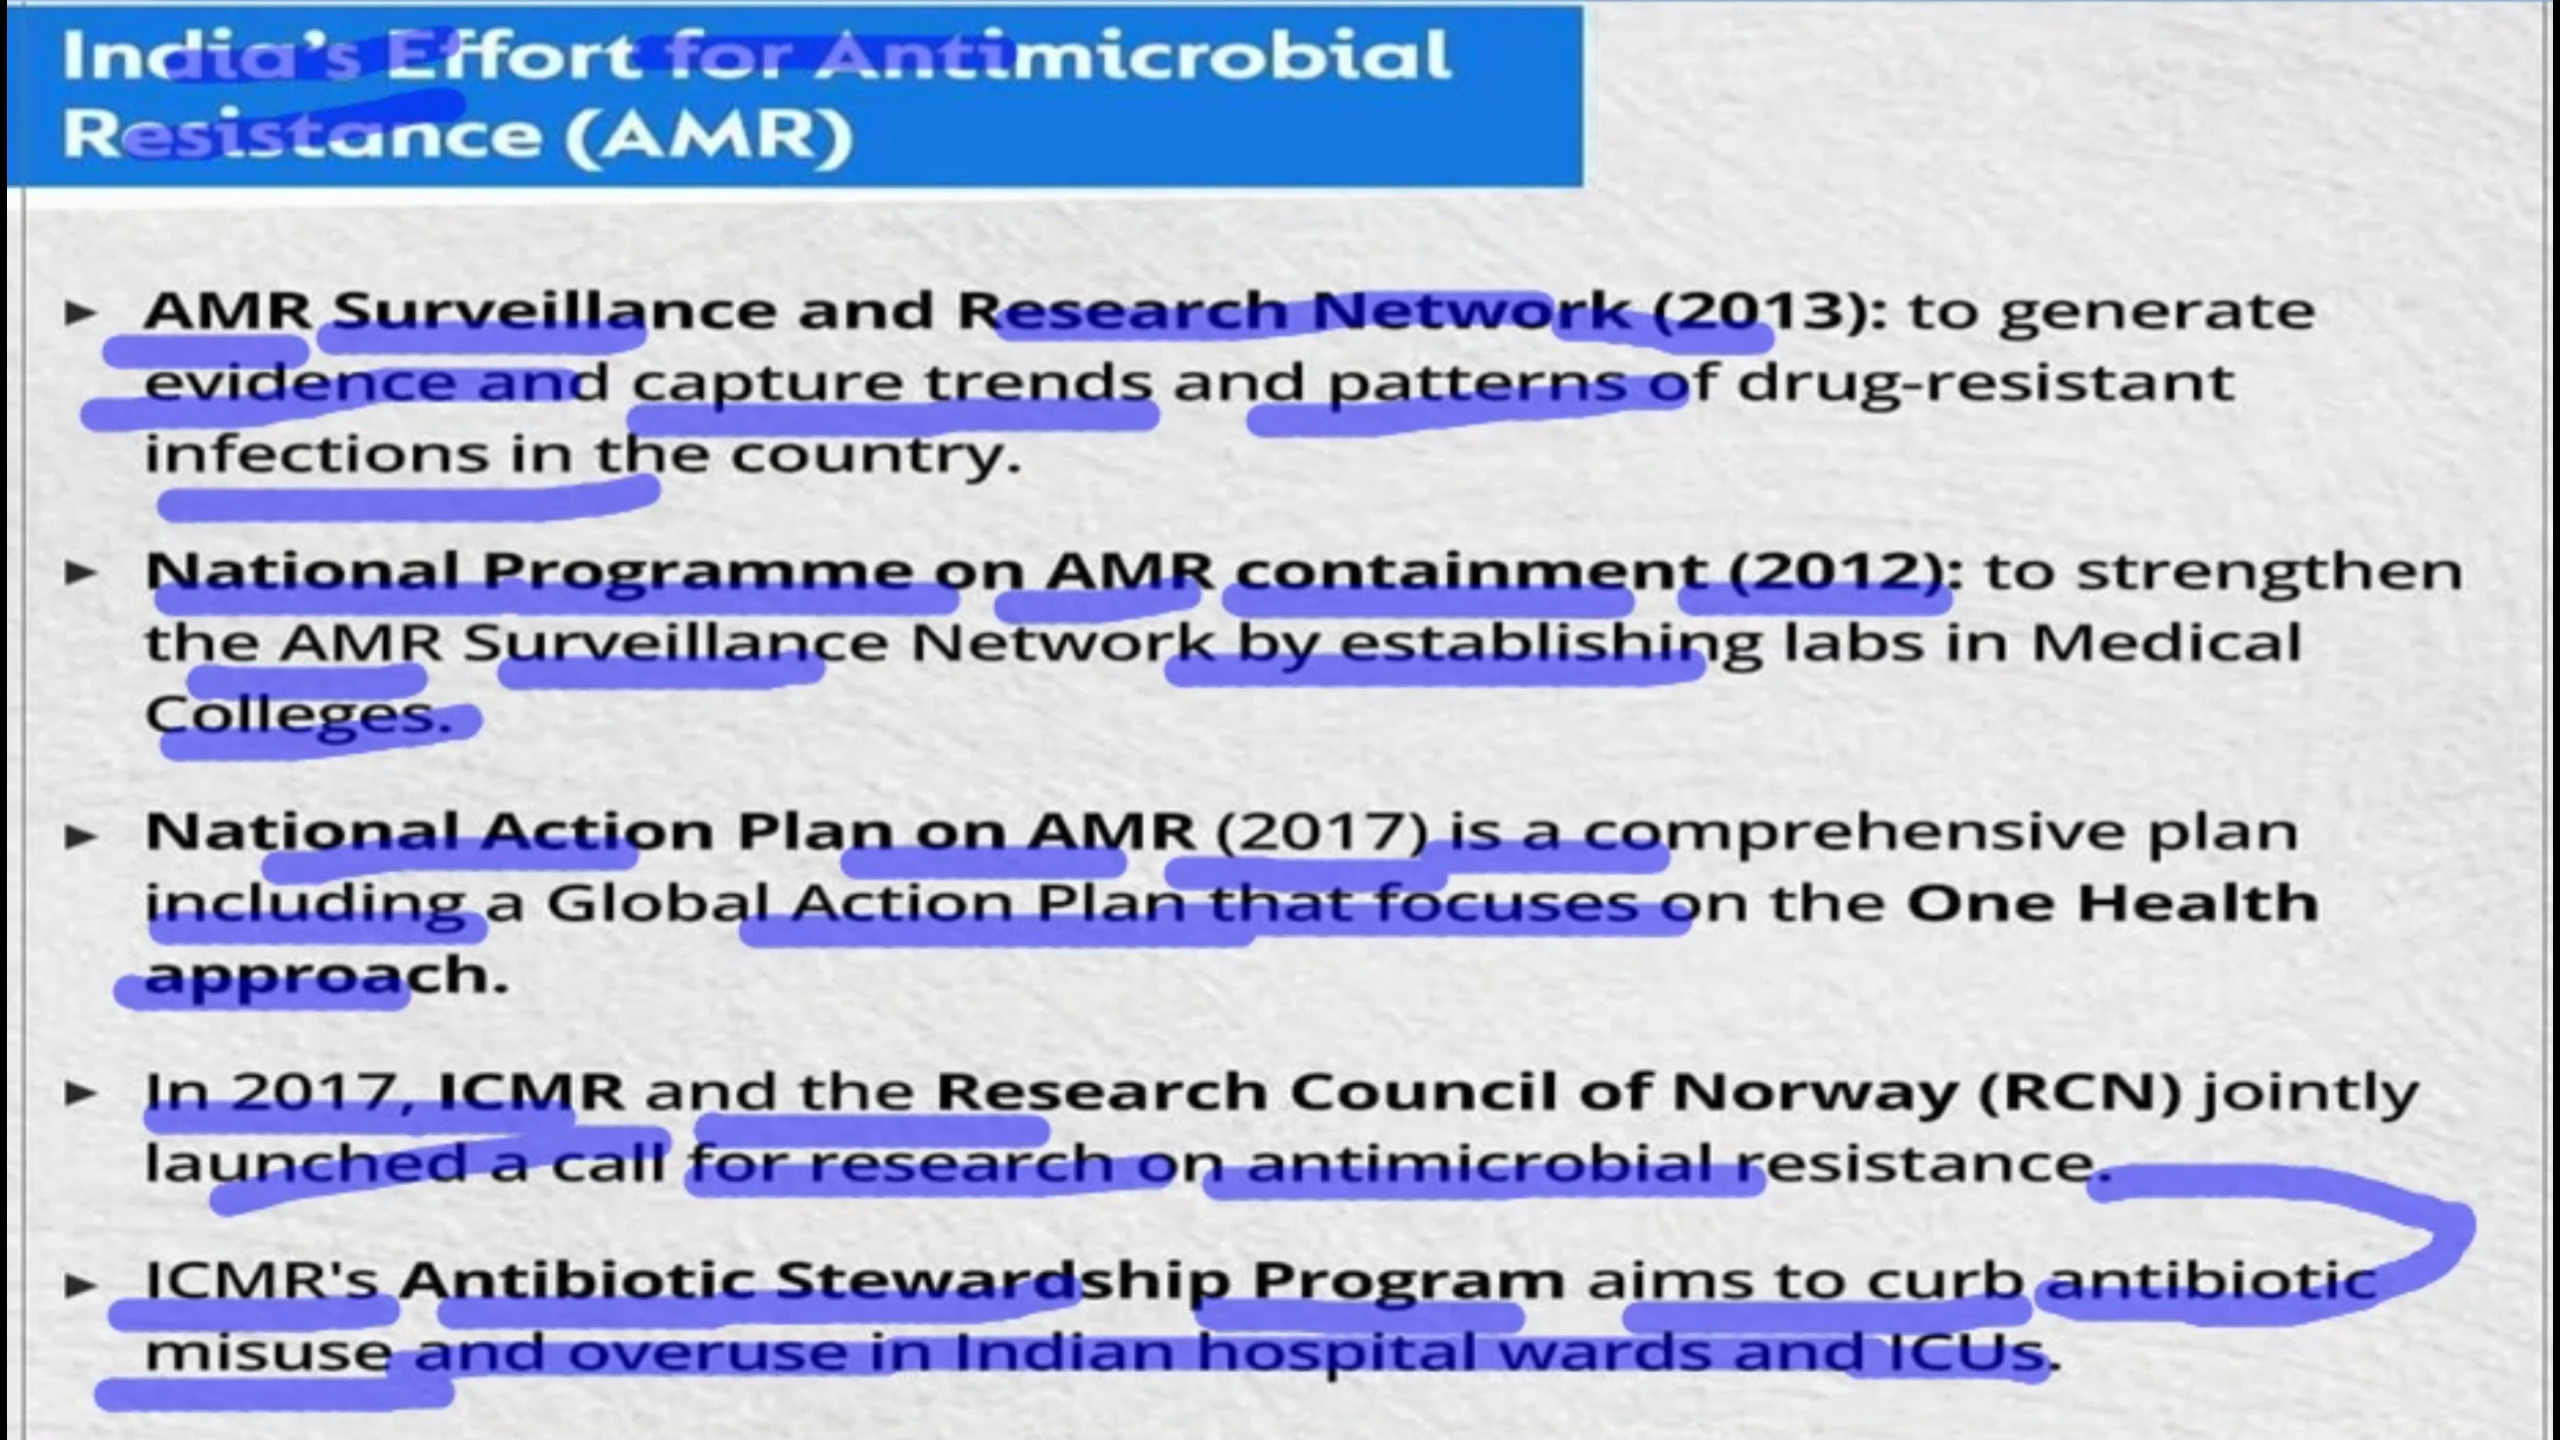 India's Effort for Antimicrobial
Resistance (AMR)
► AMR Surveillance and Research Network (2013): to generate
evidence and capture trends and patterns of drug-resistant
infections in the country.
► National Programme on AMR containment (2012): to strengthen
the AMR Surveillance Network by establishing labs in Medical
Colleges.
► National Action Plan on AMR (2017) is a comprehensive plan
including a Global Action Plan that focuses on the One Health
approach.
► In 2017, ICMR and the Research Council of Norway (RCN) jointly
launched a call for research on antimicrobial resistance.
► ICMR's Antibiotic Stewardship Program aims to curb antibiotic
misuse and overuse in Indian hospital wards and ICUs.